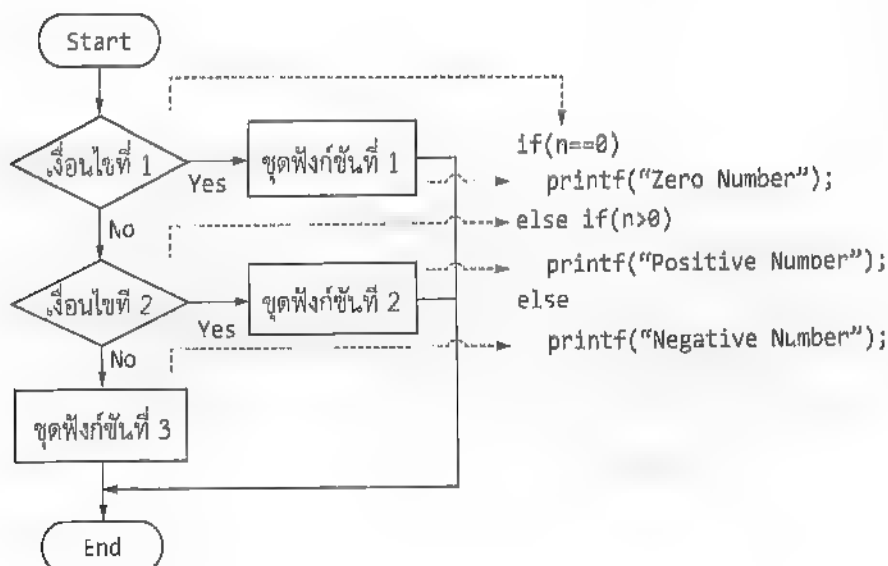 Start
เงื่อนไขที่ 1
Yes
ชุดฟังก์ชันที่ 1
No
เงื่อนไขที่ 2
Yes
ชุดฟังก์ชันที่ 2
No
ชุดฟังก์ชันที่ 3
End
if(n==0)
printf("Zero Number");
else if(n>0)
printf("Positive Number");
else
printf("Negative Number");